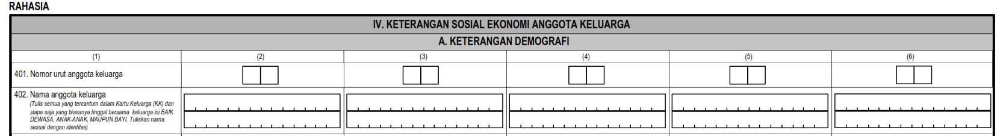 RAHASIA
IV. KETERANGAN SOSIAL EKONOMI ANGGOTA KELUARGA
A. KETERANGAN DEMOGRAFI
(1) (2) (3) (4) (5) (6)
401. Nomor urut anggota keluarga
402. Nama anggota keluarga
(Tulis semua yang tercantum dalam Kartu Keluarga (KK) dan
siapa saja yang biasanya tinggal bersama keluarga ini BAIK
DEWASA, ANAK-ANAK, MAUPUN BAYI. Tuliskan nama
sesuai dengan identitas)